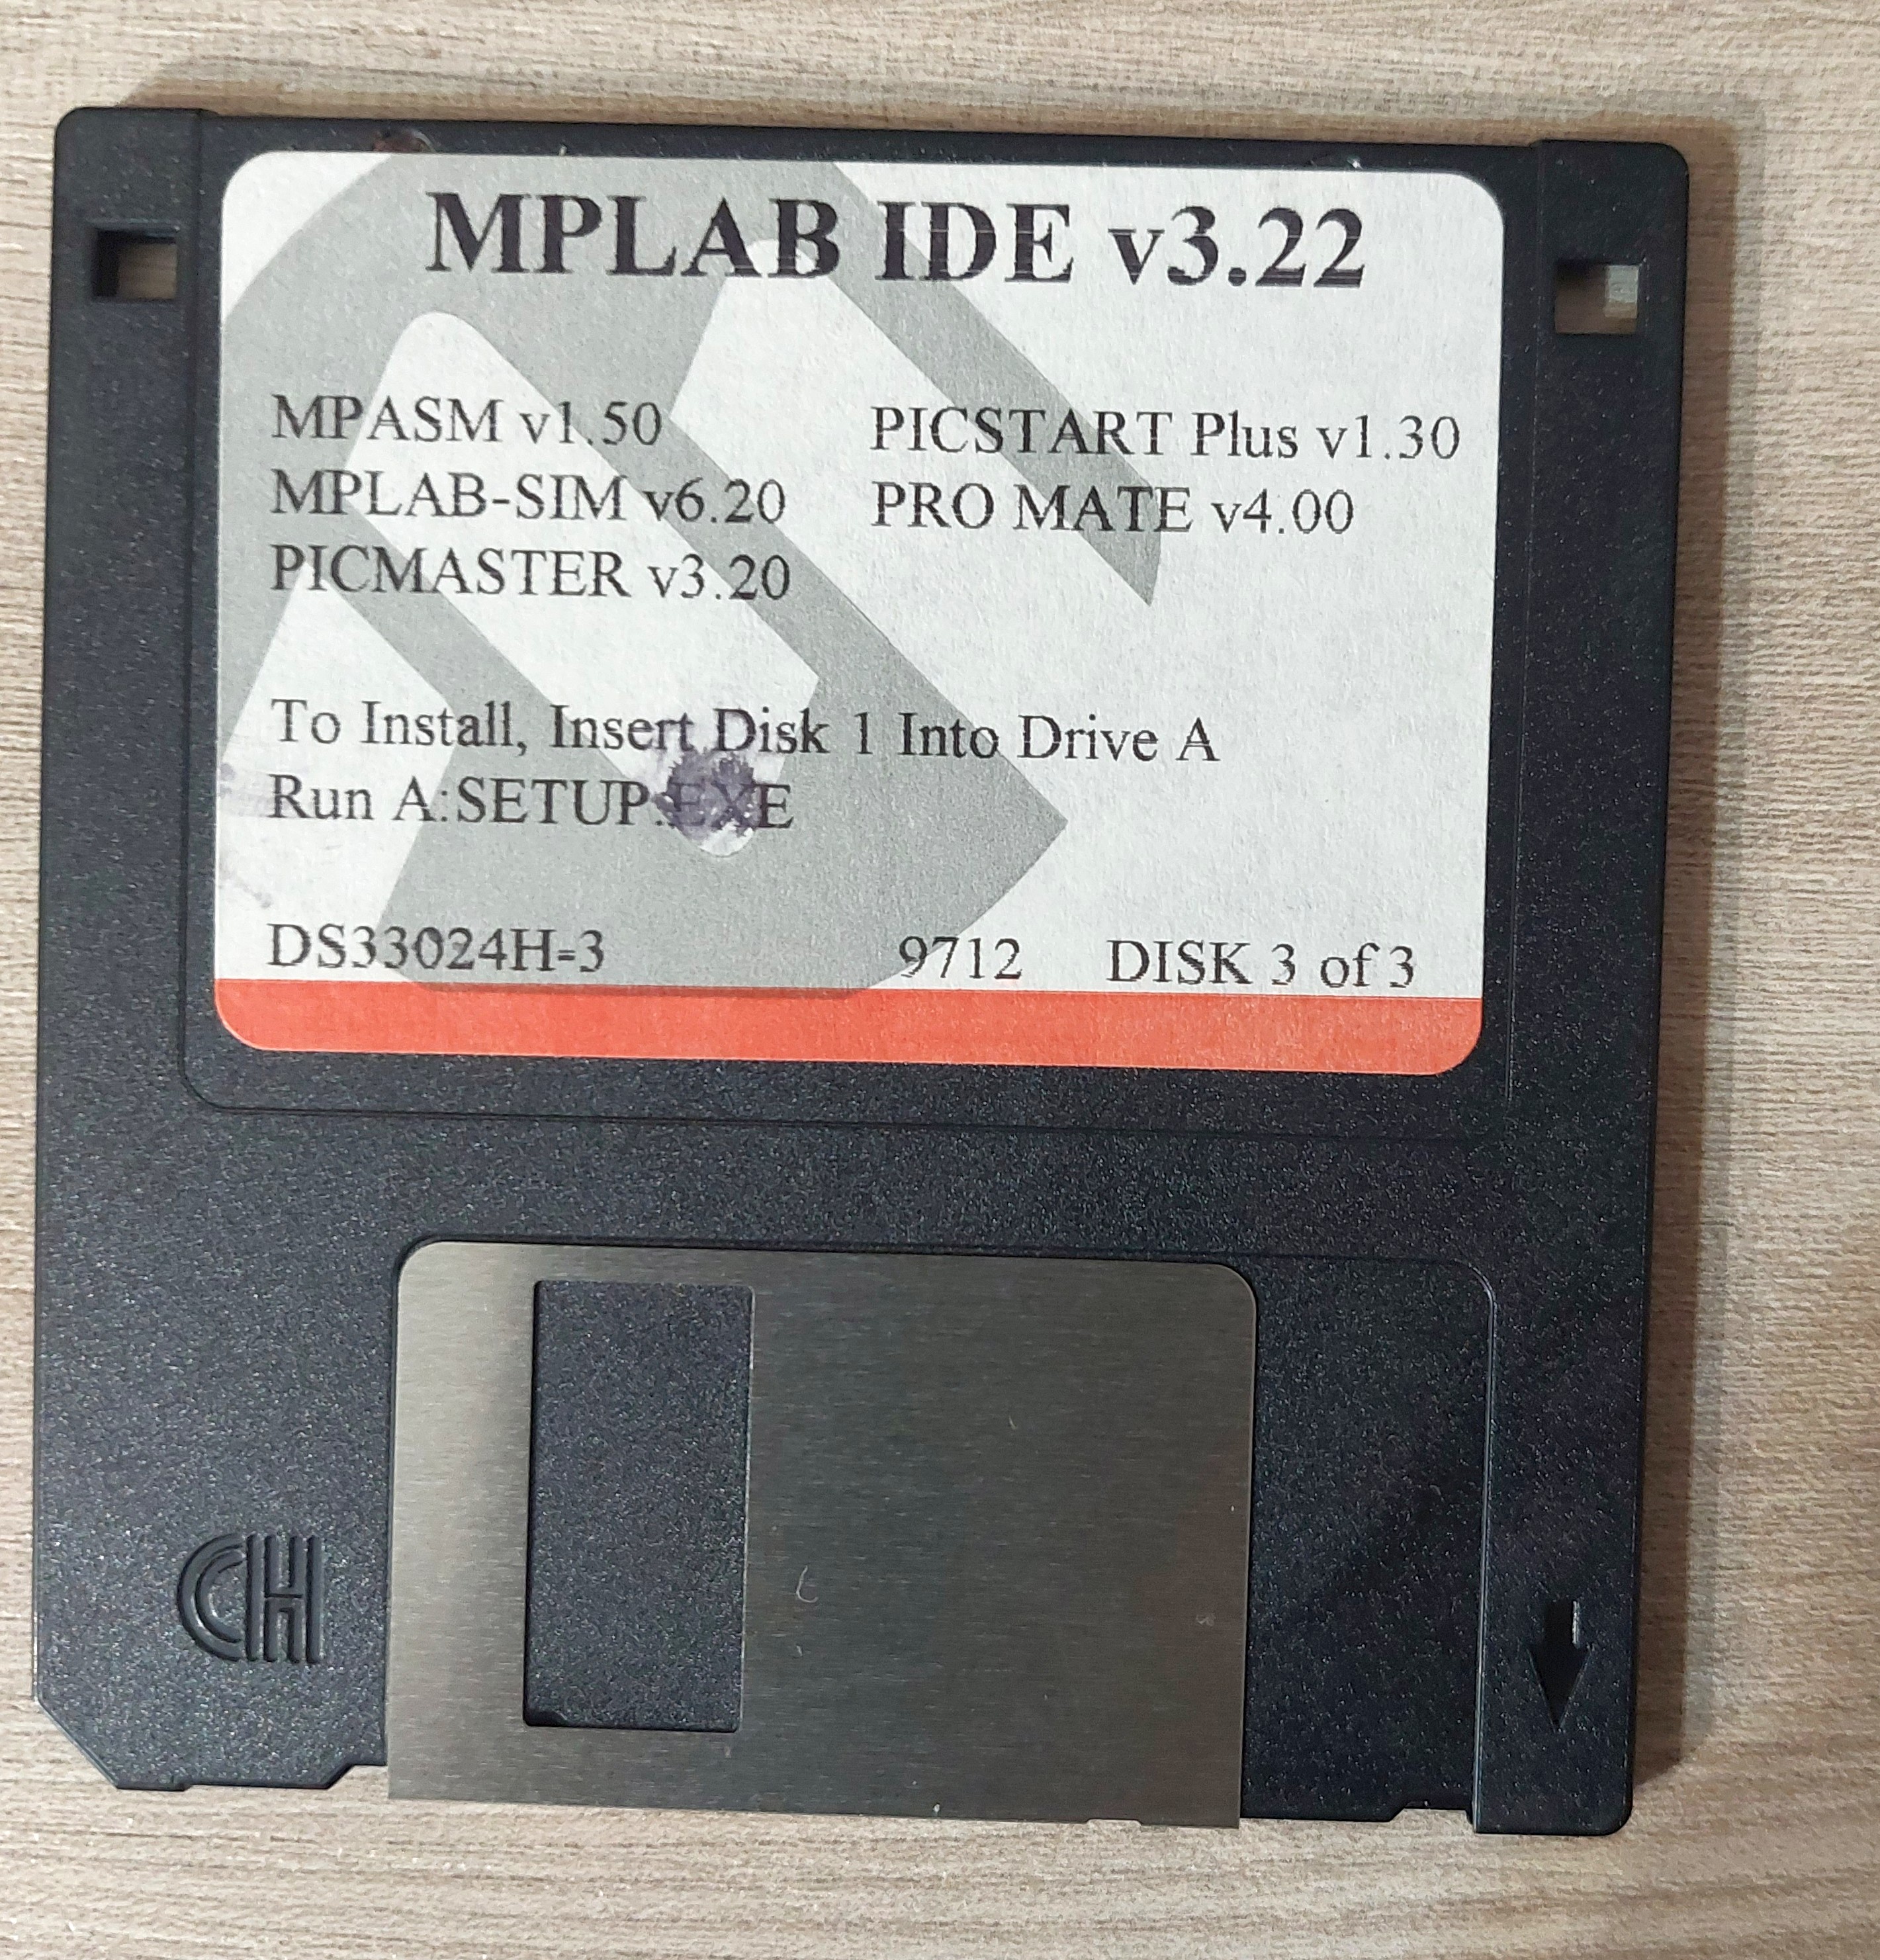 MPLAB IDE v3.22
MPASM v1.50
MPLAB-SIM v6.20
PICMASTER v3.20
PICSTART Plus v1.30
PRO MATE v4.00
To Install, Insert Disk 1 Into Drive A
Run A:SETUP.EXE
DS33024H-3 9712 DISK 3 of 3
CH